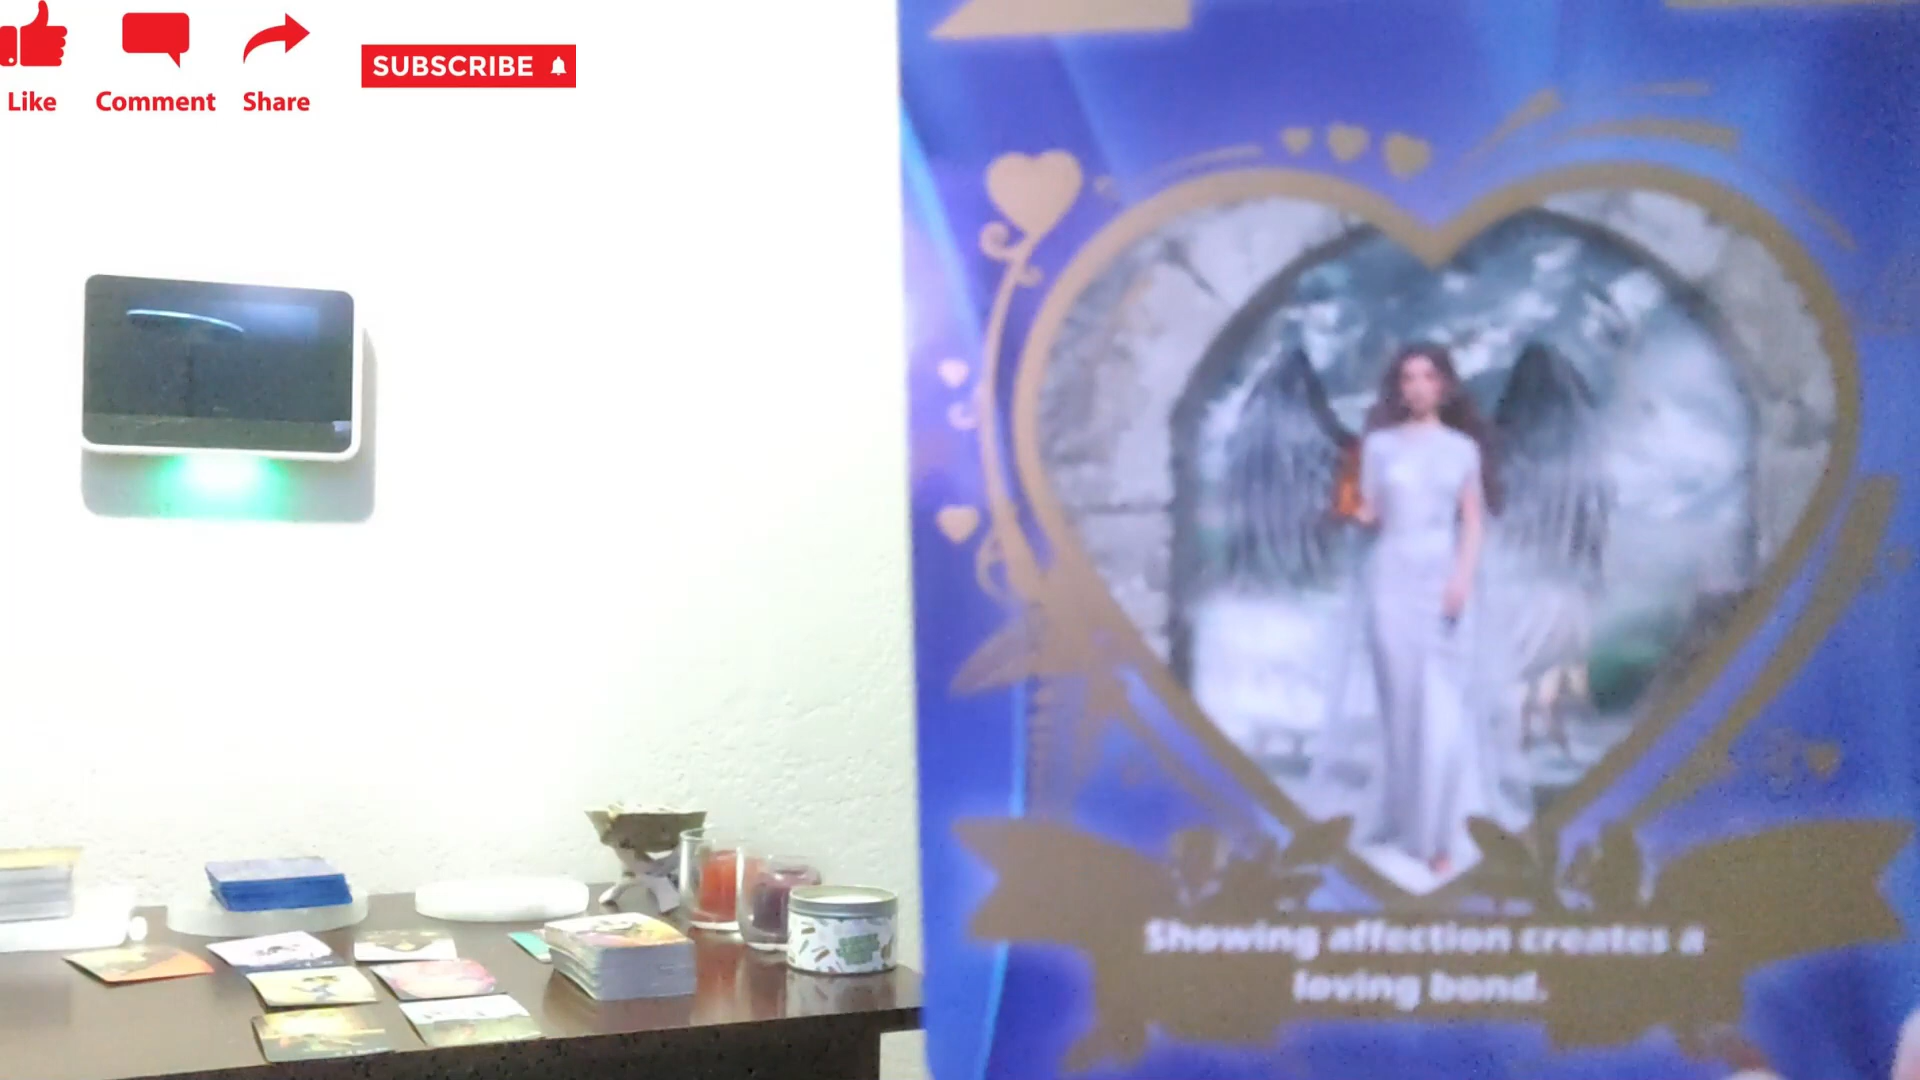 Like
Comment
Share
SUBSCRIBE
Showing affection creates a
loving bond.